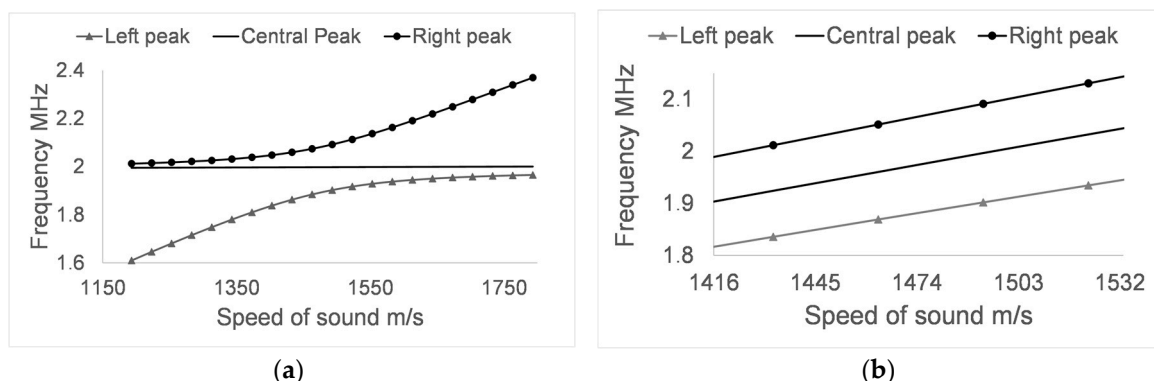 Left peak Central Peak Right peak
2.4
2.2
2
1.8
1.6
Frequency MHz
1150 1350 1550 1750
Speed of sound m/s
(a)
Left peak Central peak Right peak
2.1
2
1.9
1.8
Frequency MHz
1416 1445 1474 1503 1532
Speed of sound m/s
(b)